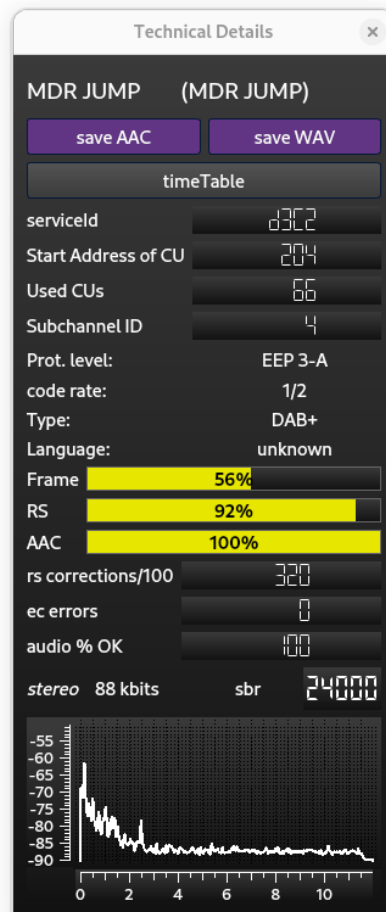 Technical Details ×
MDR JUMP (MDR JUMP)
save AAC save WAV
timeTable
serviceId d3C2
Start Address of CU 204
Used CUs 66
Subchannel ID 4
Prot. level: EEP 3-A
code rate: 1/2
Type: DAB+
Language: unknown
Frame 56%
RS 92%
AAC 100%
rs corrections/100 320
ec errors 0
audio % OK 100
stereo 88 kbits sbr 24000
-55
-60
-65
-70
-75
-80
-85
-90
0 2 4 6 8 10